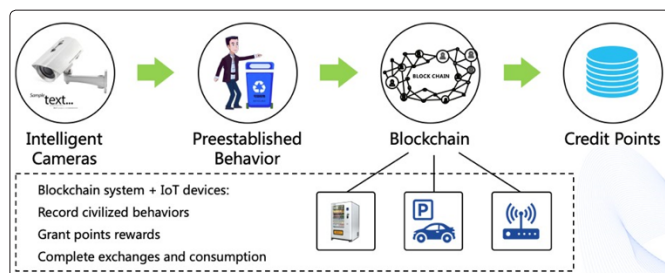 Sample
text...
BLOCK CHAIN
Intelligent
Cameras
Preestablished
Behavior
Blockchain
Credit Points
Blockchain system + IoT devices:
Record civilized behaviors
Grant points rewards
Complete exchanges and consumption
P